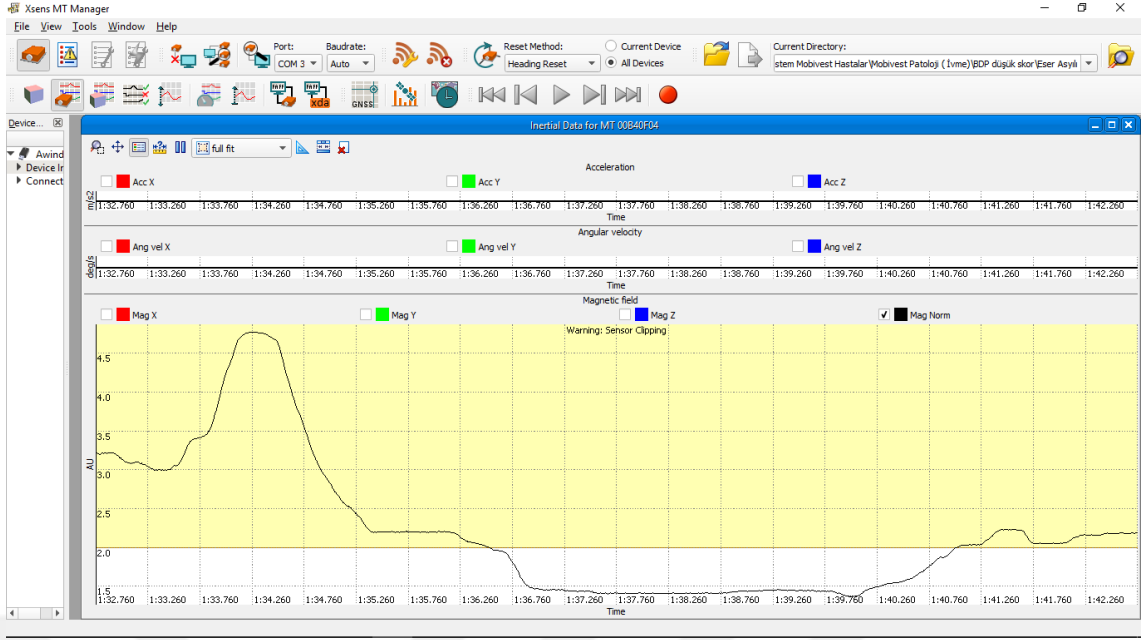 Xsens MT Manager
File View Tools Window Help
Port: Baudrate: Reset Method: Current Device Current Directory:
COM 3 Auto Heading Reset All Devices stem Mobivest Hastalar\Mobivest Patoloji ( İvme)\BDP düşük skor\Eser Asyılı
xda GNSS
Device... Inertial Data for MT 00B40F04
Awind full fit
Device Ir
Connect
Acceleration
Acc X Acc Y Acc Z
m/s2
1:32.760 1:33.260 1:33.760 1:34.260 1:34.760 1:35.260 1:35.760 1:36.260 1:36.760 1:37.260 1:37.760 1:38.260 1:38.760 1:39.260 1:39.760 1:40.260 1:40.760 1:41.260 1:41.760 1:42.260
Time
Angular velocity
Ang vel X Ang vel Y Ang vel Z
deg/s
1:32.760 1:33.260 1:33.760 1:34.260 1:34.760 1:35.260 1:35.760 1:36.260 1:36.760 1:37.260 1:37.760 1:38.260 1:38.760 1:39.260 1:39.760 1:40.260 1:40.760 1:41.260 1:41.760 1:42.260
Time
Magnetic field
Mag X Mag Y Mag Z Mag Norm
Warning: Sensor Clipping
4.5
4.0
3.5
AU
3.0
2.5
2.0
1.5
1:32.760 1:33.260 1:33.760 1:34.260 1:34.760 1:35.260 1:35.760 1:36.260 1:36.760 1:37.260 1:37.760 1:38.260 1:38.760 1:39.260 1:39.760 1:40.260 1:40.760 1:41.260 1:41.760 1:42.260
Time